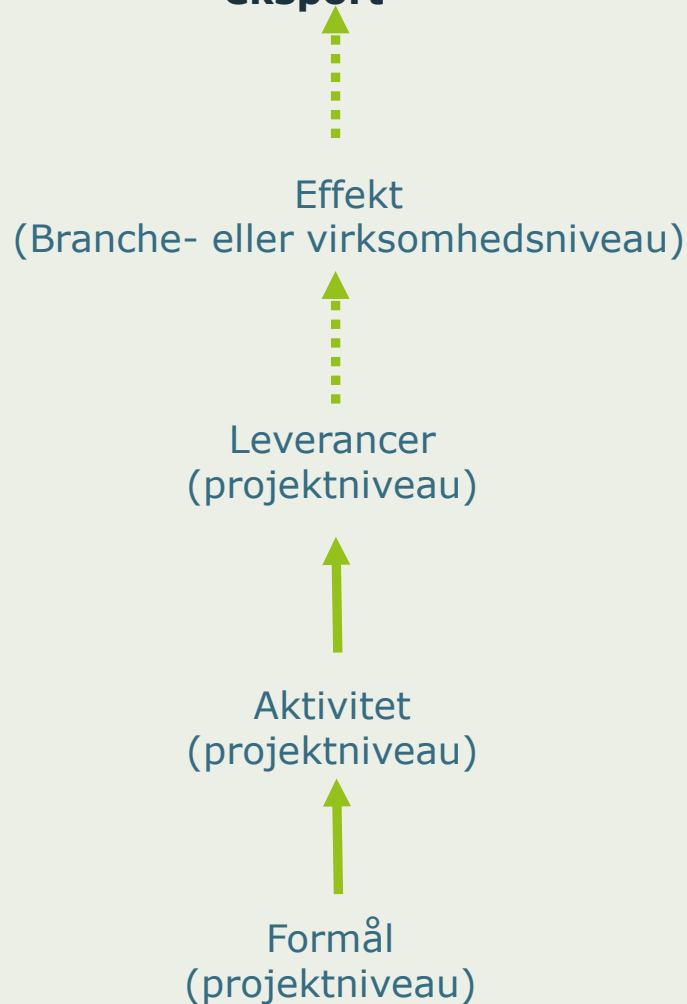 eksport
Effekt
(Branche- eller virksomhedsniveau)
Leverancer
(projektniveau)
Aktivitet
(projektniveau)
Formål
(projektniveau)